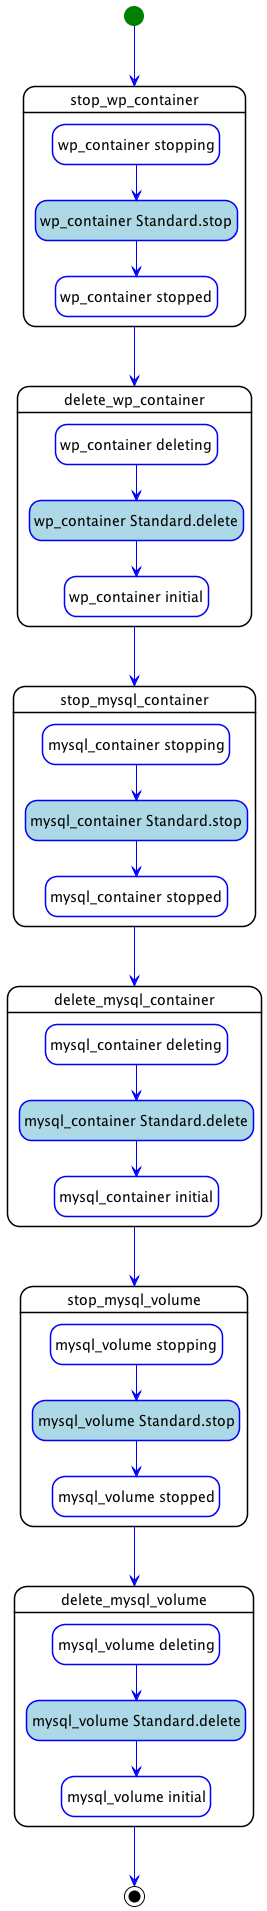 stop_wp_container
wp_container stopping
wp_container Standard.stop
wp_container stopped
delete_wp_container
wp_container deleting
wp_container Standard.delete
wp_container initial
stop_mysql_container
mysql_container stopping
mysql_container Standard.stop
mysql_container stopped
delete_mysql_container
mysql_container deleting
mysql_container Standard.delete
mysql_container initial
stop_mysql_volume
mysql_volume stopping
mysql_volume Standard.stop
mysql_volume stopped
delete_mysql_volume
mysql_volume deleting
mysql_volume Standard.delete
mysql_volume initial